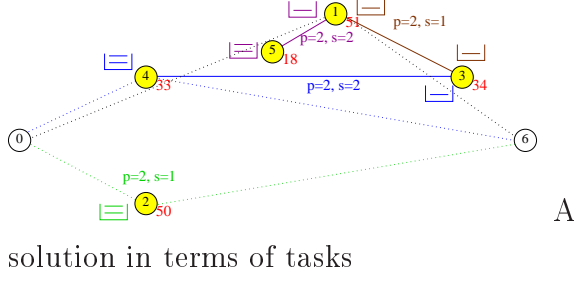 1
51
p=2, s=1
p=2, s=2
5
18
4
33
p=2, s=2
3
34
0
6
p=2, s=1
2
50
A
solution in terms of tasks